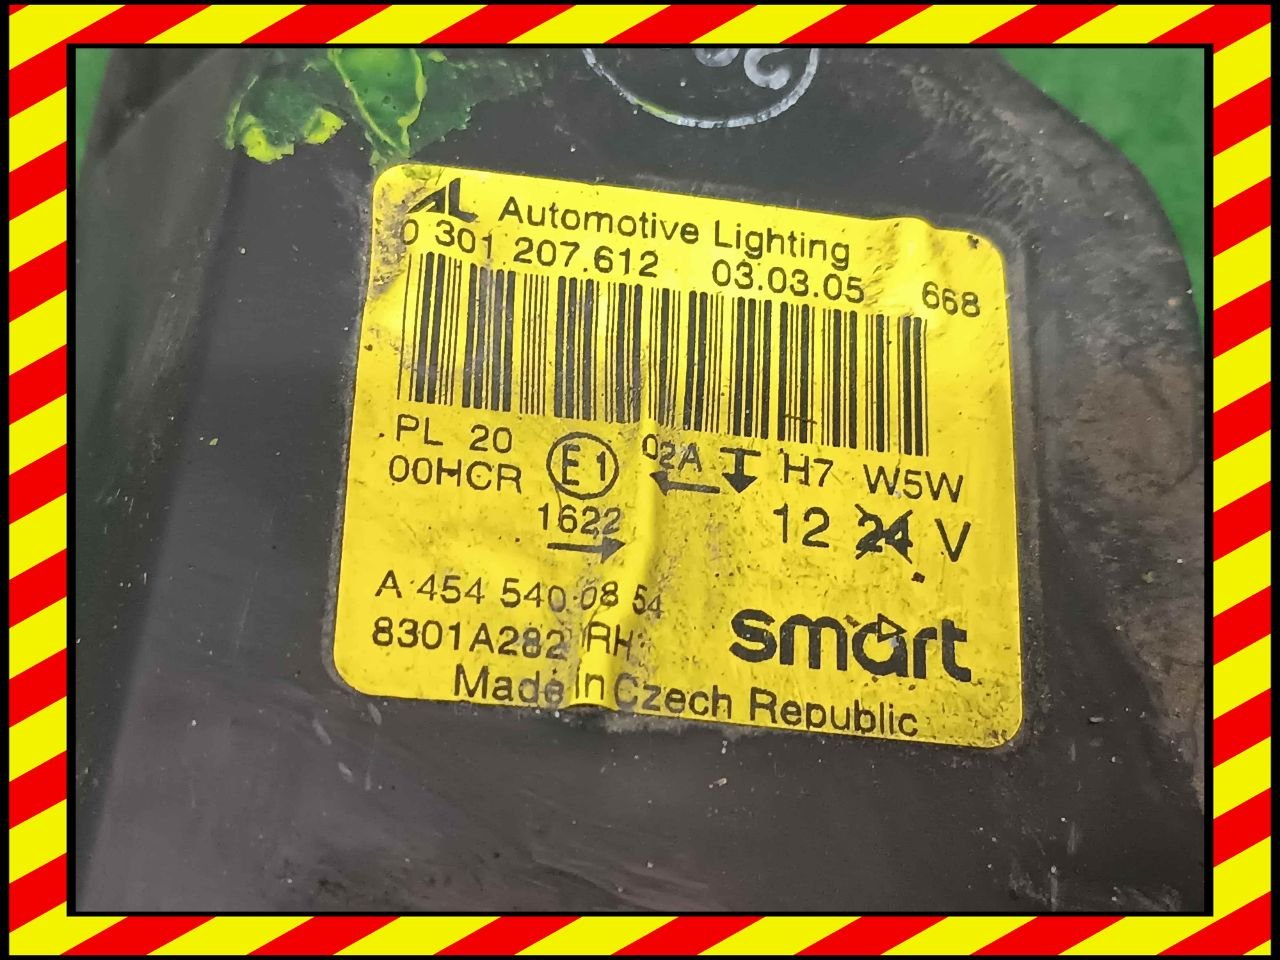 AL Automotive Lighting
0 301 207.612 03.03.05 668
PL 20 E1 02A H7 W5W
00HCR
1622 12 24 V
A 454 540 08 54
8301A282 RH
smart
Made in Czech Republic